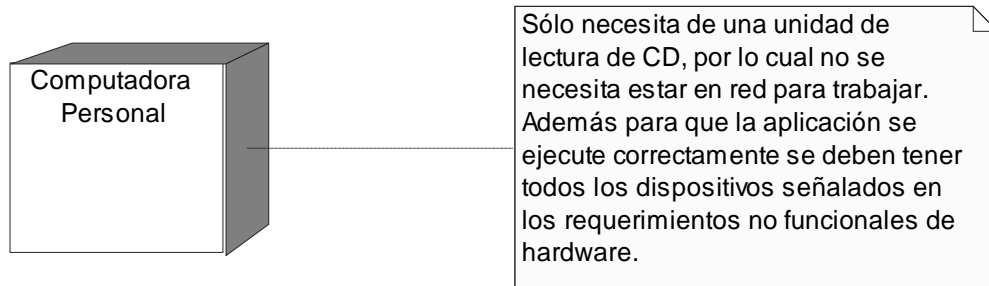 Computadora
Personal
Sólo necesita de una unidad de
lectura de CD, por lo cual no se
necesita estar en red para trabajar.
Además para que la aplicación se
ejecute correctamente se deben tener
todos los dispositivos señalados en
los requerimientos no funcionales de
hardware.